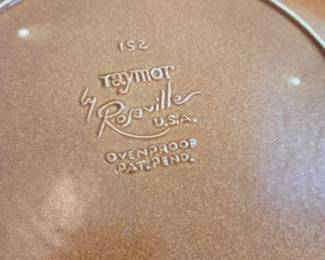 152
raymor
by Roseville
U.S.A.
OVENPROOF
PAT. PEND.